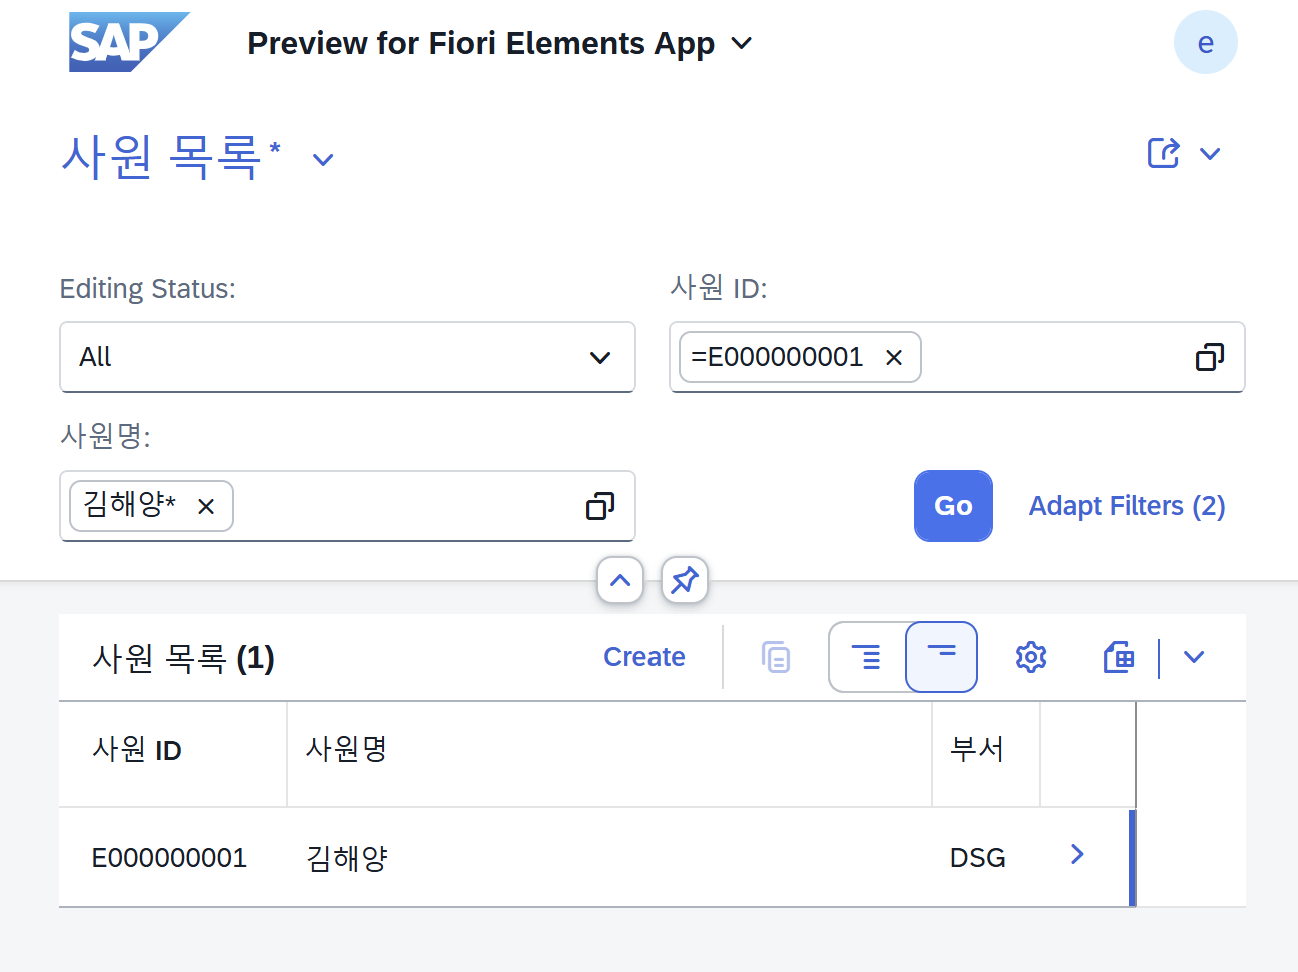 SAP Preview for Fiori Elements App e
사원 목록*
Editing Status: 사원 ID:
All =E000000001
사원명:
김해양* Go Adapt Filters (2)
사원 목록 (1) Create
사원 ID 사원명 부서
E000000001 김해양 DSG